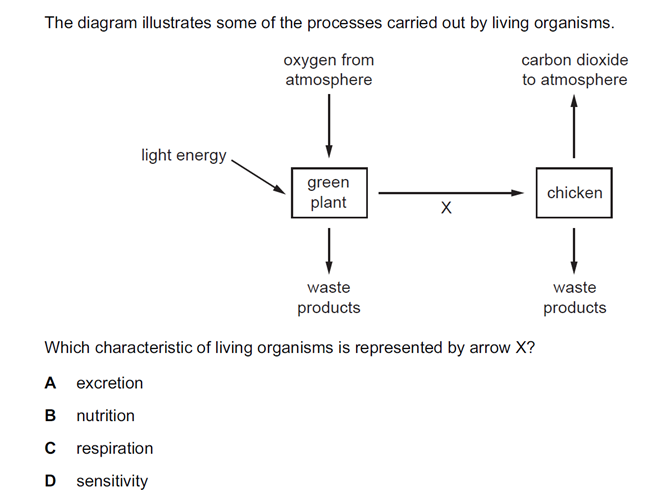 The diagram illustrates some of the processes carried out by living organisms.
oxygen from
atmosphere
carbon dioxide
to atmosphere
light energy
green
plant
X
chicken
waste
products
waste
products
Which characteristic of living organisms is represented by arrow X?
A excretion
B nutrition
C respiration
D sensitivity